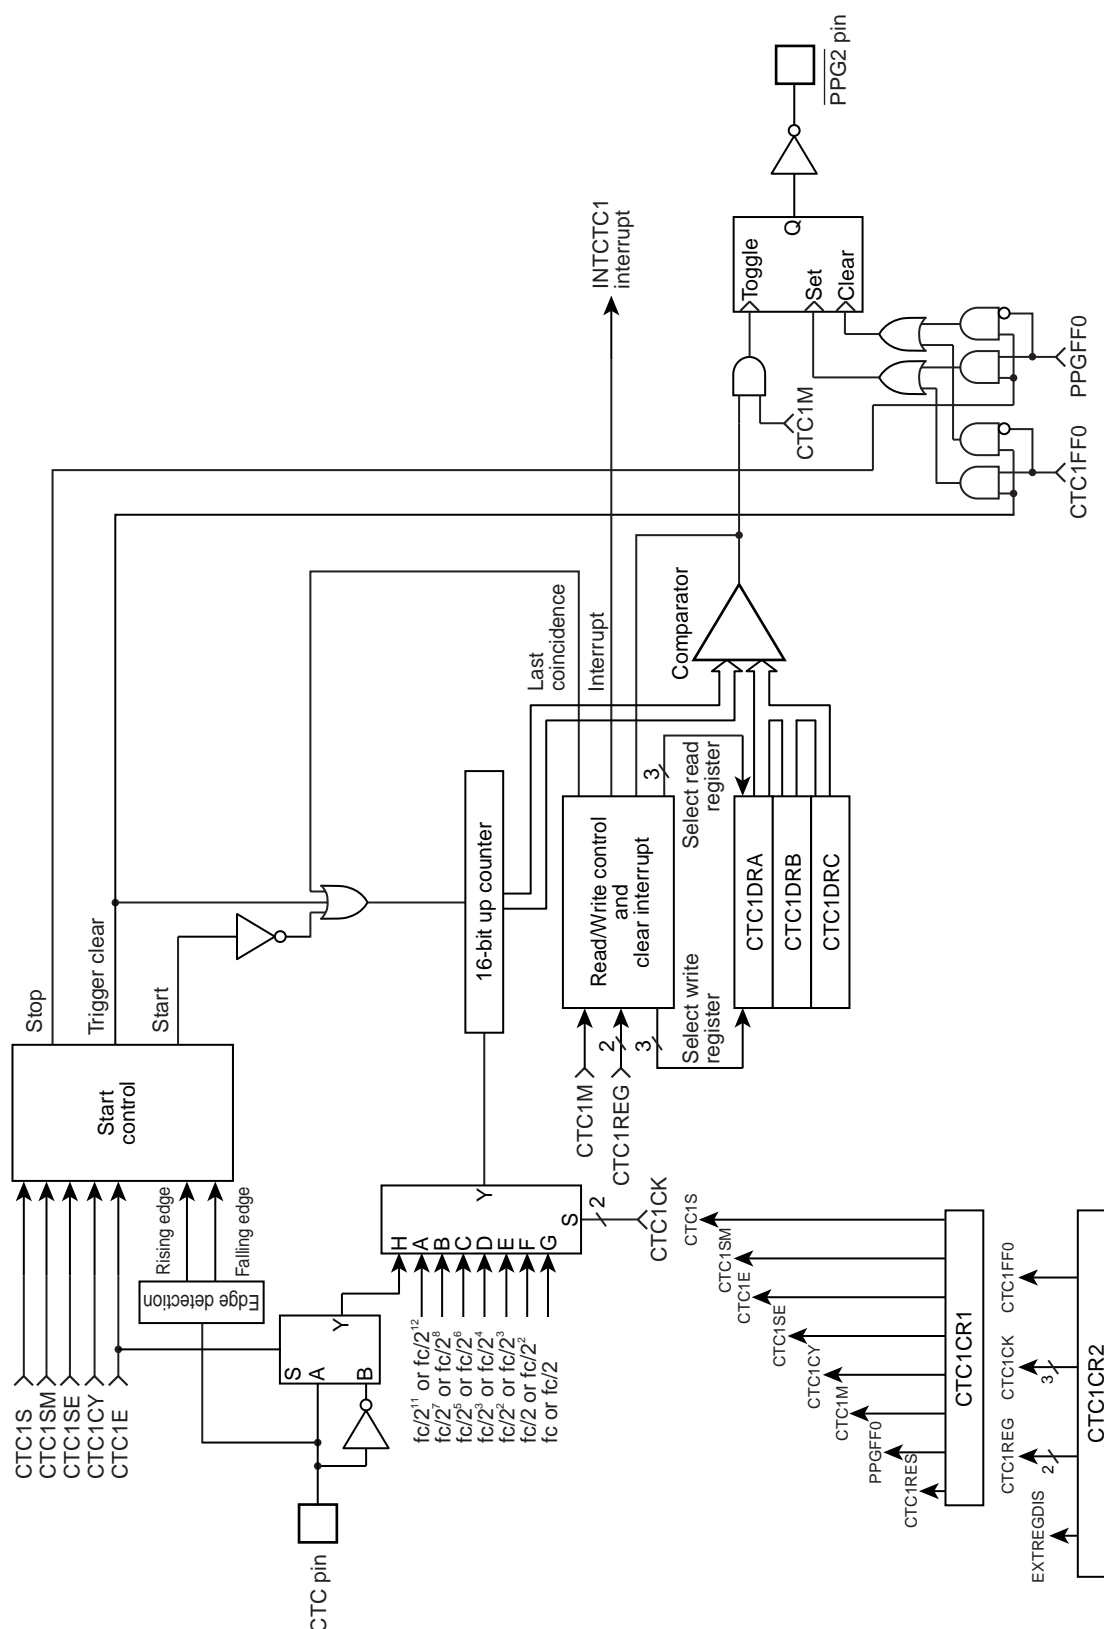 CTC pin
CTC1S
CTC1SM
CTC1SE
CTC1CY
CTC1E
Edge detection
Rising edge
Falling edge
Start
control
Stop
Trigger clear
Start
S
A
B
Y
fc/2¹¹ or fc/2¹²
fc/2⁷ or fc/2⁸
fc/2⁵ or fc/2⁶
fc/2³ or fc/2⁴
fc/2² or fc/2³
fc/2 or fc/2²
fc or fc/2
H
A
B
C
D
E
F
G
S
Y
2
CTC1CK
16-bit up counter
CTC1M
CTC1REG
2
3
Read/Write control
and
clear interrupt
Last
coincidence
Interrupt
3
Select write
register
Select read
register
CTC1DRA
CTC1DRB
CTC1DRC
Comparator
INTCTC1
interrupt
CTC1M
Toggle
Set
Clear
Q
PPG2 pin
CTC1FF0
PPGFF0
CTC1S
CTC1SM
CTC1E
CTC1SE
CTC1CY
CTC1M
PPGFF0
CTC1RES
CTC1CR1
EXTREGDIS
CTC1REG
2
CTC1CK
3
CTC1FF0
CTC1CR2